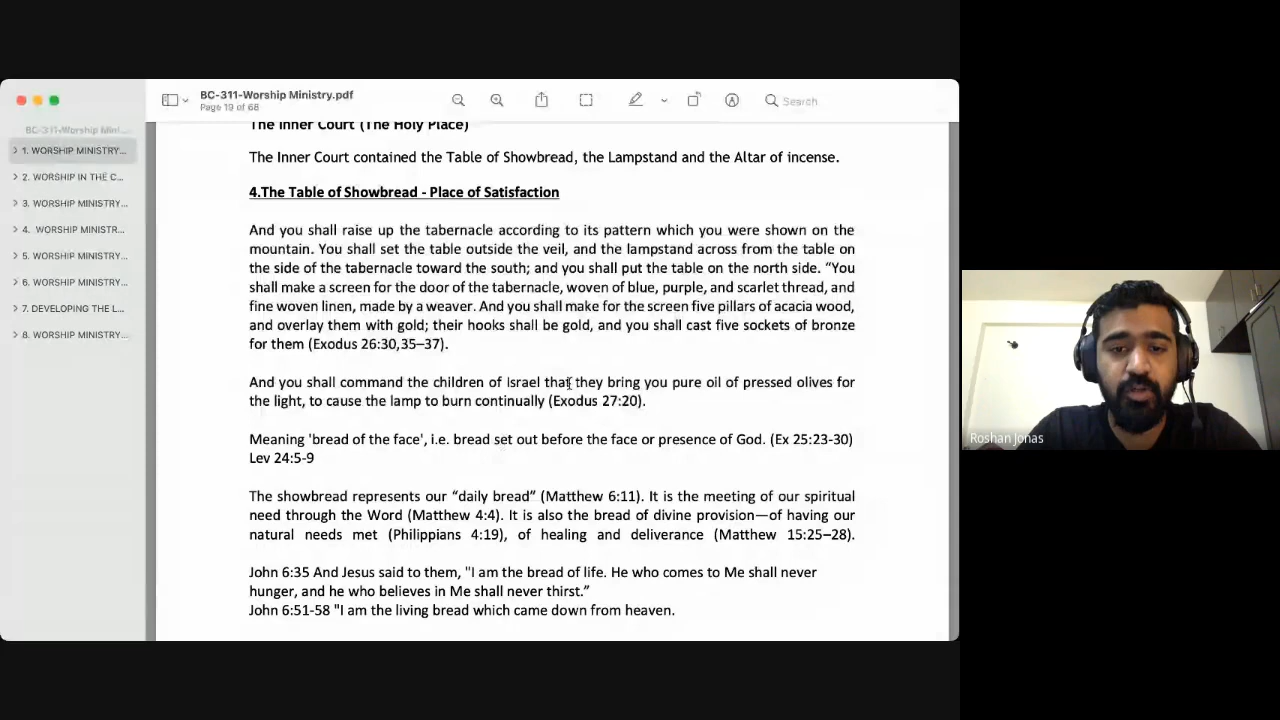 BC-311-Worship Ministry.pdf
Page 19 of 68
Search
BC-311-Worship Mini...
1. WORSHIP MINISTRY...
2. WORSHIP IN THE C...
3. WORSHIP MINISTRY...
4. WORSHIP MINISTR...
5. WORSHIP MINISTRY...
6. WORSHIP MINISTRY...
7. DEVELOPING THE L...
8. WORSHIP MINISTRY...
The Inner Court (The Holy Place)
The Inner Court contained the Table of Showbread, the Lampstand and the Altar of incense.
4.The Table of Showbread - Place of Satisfaction
And you shall raise up the tabernacle according to its pattern which you were shown on the
mountain. You shall set the table outside the veil, and the lampstand across from the table on
the side of the tabernacle toward the south; and you shall put the table on the north side. “You
shall make a screen for the door of the tabernacle, woven of blue, purple, and scarlet thread, and
fine woven linen, made by a weaver. And you shall make for the screen five pillars of acacia wood,
and overlay them with gold; their hooks shall be gold, and you shall cast five sockets of bronze
for them (Exodus 26:30,35–37).
And you shall command the children of Israel that they bring you pure oil of pressed olives for
the light, to cause the lamp to burn continually (Exodus 27:20).
Meaning 'bread of the face', i.e. bread set out before the face or presence of God. (Ex 25:23-30)
Lev 24:5-9
The showbread represents our “daily bread” (Matthew 6:11). It is the meeting of our spiritual
need through the Word (Matthew 4:4). It is also the bread of divine provision—of having our
natural needs met (Philippians 4:19), of healing and deliverance (Matthew 15:25–28).
John 6:35 And Jesus said to them, "I am the bread of life. He who comes to Me shall never
hunger, and he who believes in Me shall never thirst.”
John 6:51-58 "I am the living bread which came down from heaven.
Roshan Jonas